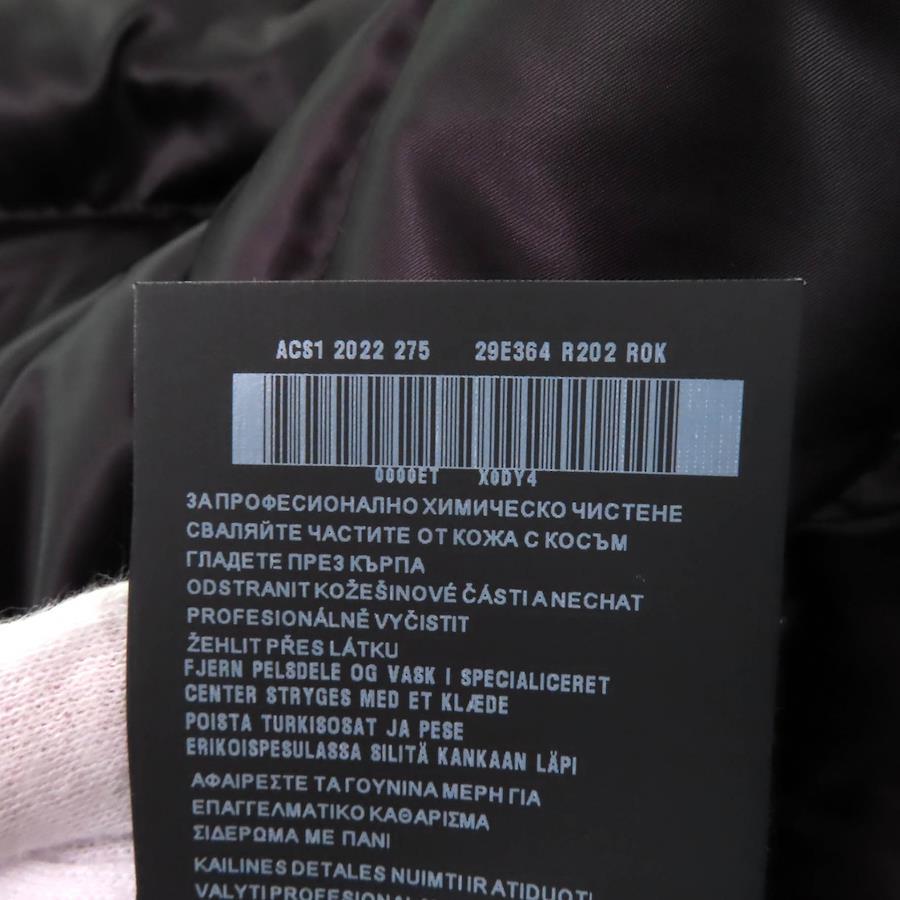 ACS1 2022 275 29E364 R202 ROK
0000ET X0DY4
ЗА ПРОФЕСИОНАЛНО ХИМИЧЕСКО ЧИСТЕНЕ
СВАЛЯЙТЕ ЧАСТИТЕ ОТ КОЖА С КОСЪМ
ГЛАДЕТЕ ПРЕЗ КЪРПА
ODSTRANIT KOŽEŠINOVÉ ČÁSTI A NECHAT
PROFESIONÁLNĚ VYČISTIT
ŽEHLIT PŘES LÁTKU
FJERN PELSDELE OG VASK I SPECIALICERET
CENTER STRYGES MED ET KLÆDE
POISTA TURKISOSAT JA PESE
ERIKOISPESULASSA SILITÄ KANKAAN LÄPI
ΑΦΑΙΡΕΣΤΕ ΤΑ ΓΟΥΝΙΝΑ ΜΕΡΗ ΓΙΑ
ΕΠΑΓΓΕΛΜΑΤΙΚΟ ΚΑΘΑΡΙΣΜΑ
ΣΙΔΕΡΩΜΑ ΜΕ ΠΑΝΙ
KAILINES DETALES NUIMTI IR ATIDUOTI
VALYTI